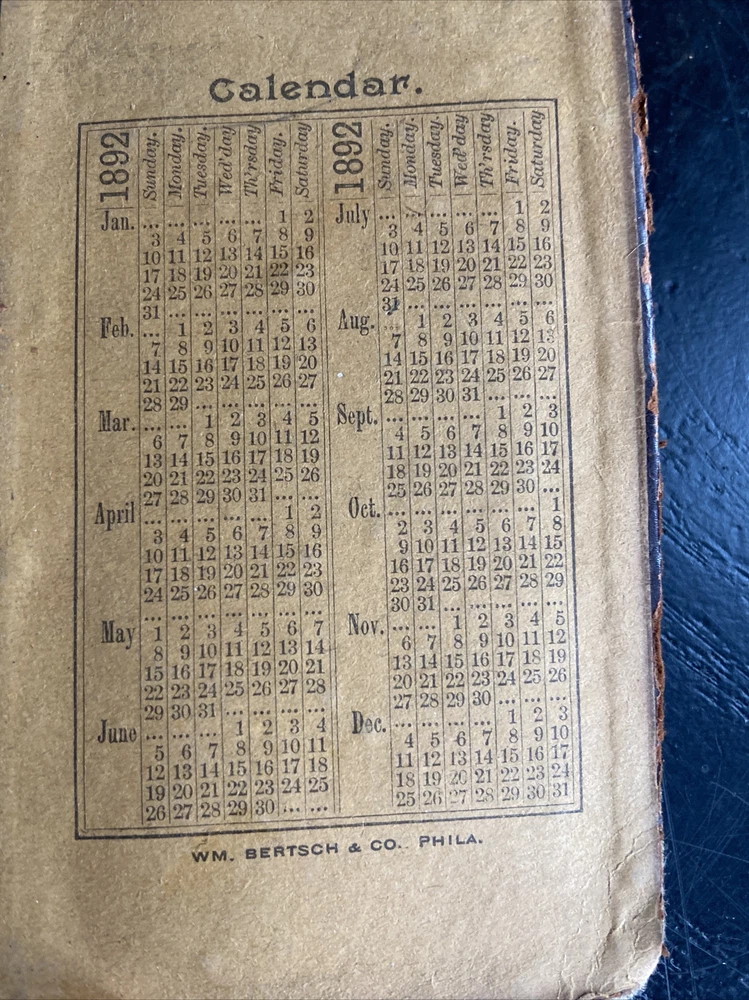 Calendar.
1892 Sunday. Monday. Tuesday. Wed'day Th'rsday Friday. Saturday
Jan. ... ... ... ... ... 1 2
3 4 5 6 7 8 9
10 11 12 13 14 15 16
17 18 19 20 21 22 23
24 25 26 27 28 29 30
31 ... ... ... ... ... ...
Feb. ... 1 2 3 4 5 6
7 8 9 10 11 12 13
14 15 16 17 18 19 20
21 22 23 24 25 26 27
28 29 ... ... ... ... ...
Mar. ... ... 1 2 3 4 5
6 7 8 9 10 11 12
13 14 15 16 17 18 19
20 21 22 23 24 25 26
27 28 29 30 31 ... ...
April ... ... ... ... ... 1 2
3 4 5 6 7 8 9
10 11 12 13 14 15 16
17 18 19 20 21 22 23
24 25 26 27 28 29 30
... ... ... ... ... ... ...
May 1 2 3 4 5 6 7
8 9 10 11 12 13 14
15 16 17 18 19 20 21
22 23 24 25 26 27 28
29 30 31 ... ... ... ...
June ... ... ... 1 2 3 4
5 6 7 8 9 10 11
12 13 14 15 16 17 18
19 20 21 22 23 24 25
26 27 28 29 30 ... ...
1892 Sunday. Monday. Tuesday. Wed'day Th'rsday Friday. Saturday
July ... ... ... ... ... 1 2
3 4 5 6 7 8 9
10 11 12 13 14 15 16
17 18 19 20 21 22 23
24 25 26 27 28 29 30
31 ... ... ... ... ... ...
Aug. ... 1 2 3 4 5 6
7 8 9 10 11 12 13
14 15 16 17 18 19 20
21 22 23 24 25 26 27
28 29 30 31 ... ... ...
Sept. ... ... ... ... 1 2 3
4 5 6 7 8 9 10
11 12 13 14 15 16 17
18 19 20 21 22 23 24
25 26 27 28 29 30 ...
Oct. ... ... ... ... ... ... 1
2 3 4 5 6 7 8
9 10 11 12 13 14 15
16 17 18 19 20 21 22
23 24 25 26 27 28 29
30 31 ... ... ... ... ...
Nov. ... ... 1 2 3 4 5
6 7 8 9 10 11 12
13 14 15 16 17 18 19
20 21 22 23 24 25 26
27 28 29 30 ... ... ...
Dec. ... ... ... ... 1 2 3
4 5 6 7 8 9 10
11 12 13 14 15 16 17
18 19 20 21 22 23 24
25 26 27 28 29 30 31
WM. BERTSCH & CO. PHILA.